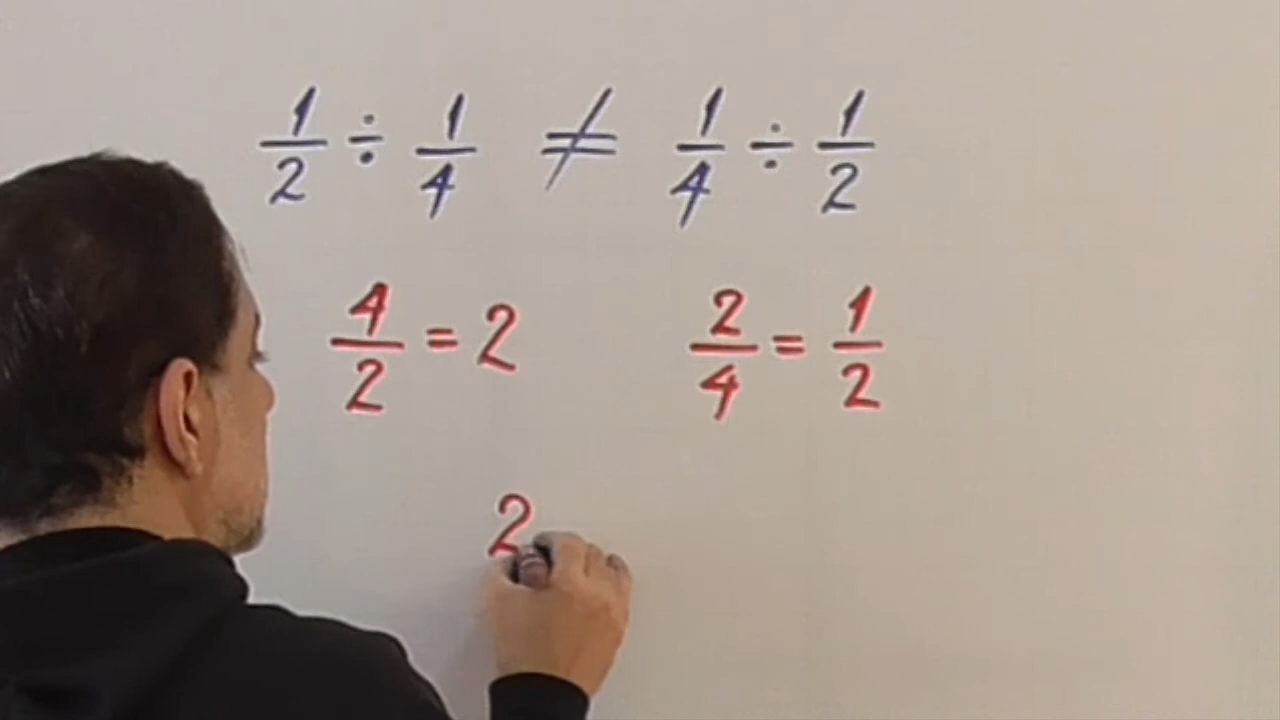 1/2 ÷ 1/4 ≠ 1/4 ÷ 1/2
4/2 = 2 2/4 = 1/2
2